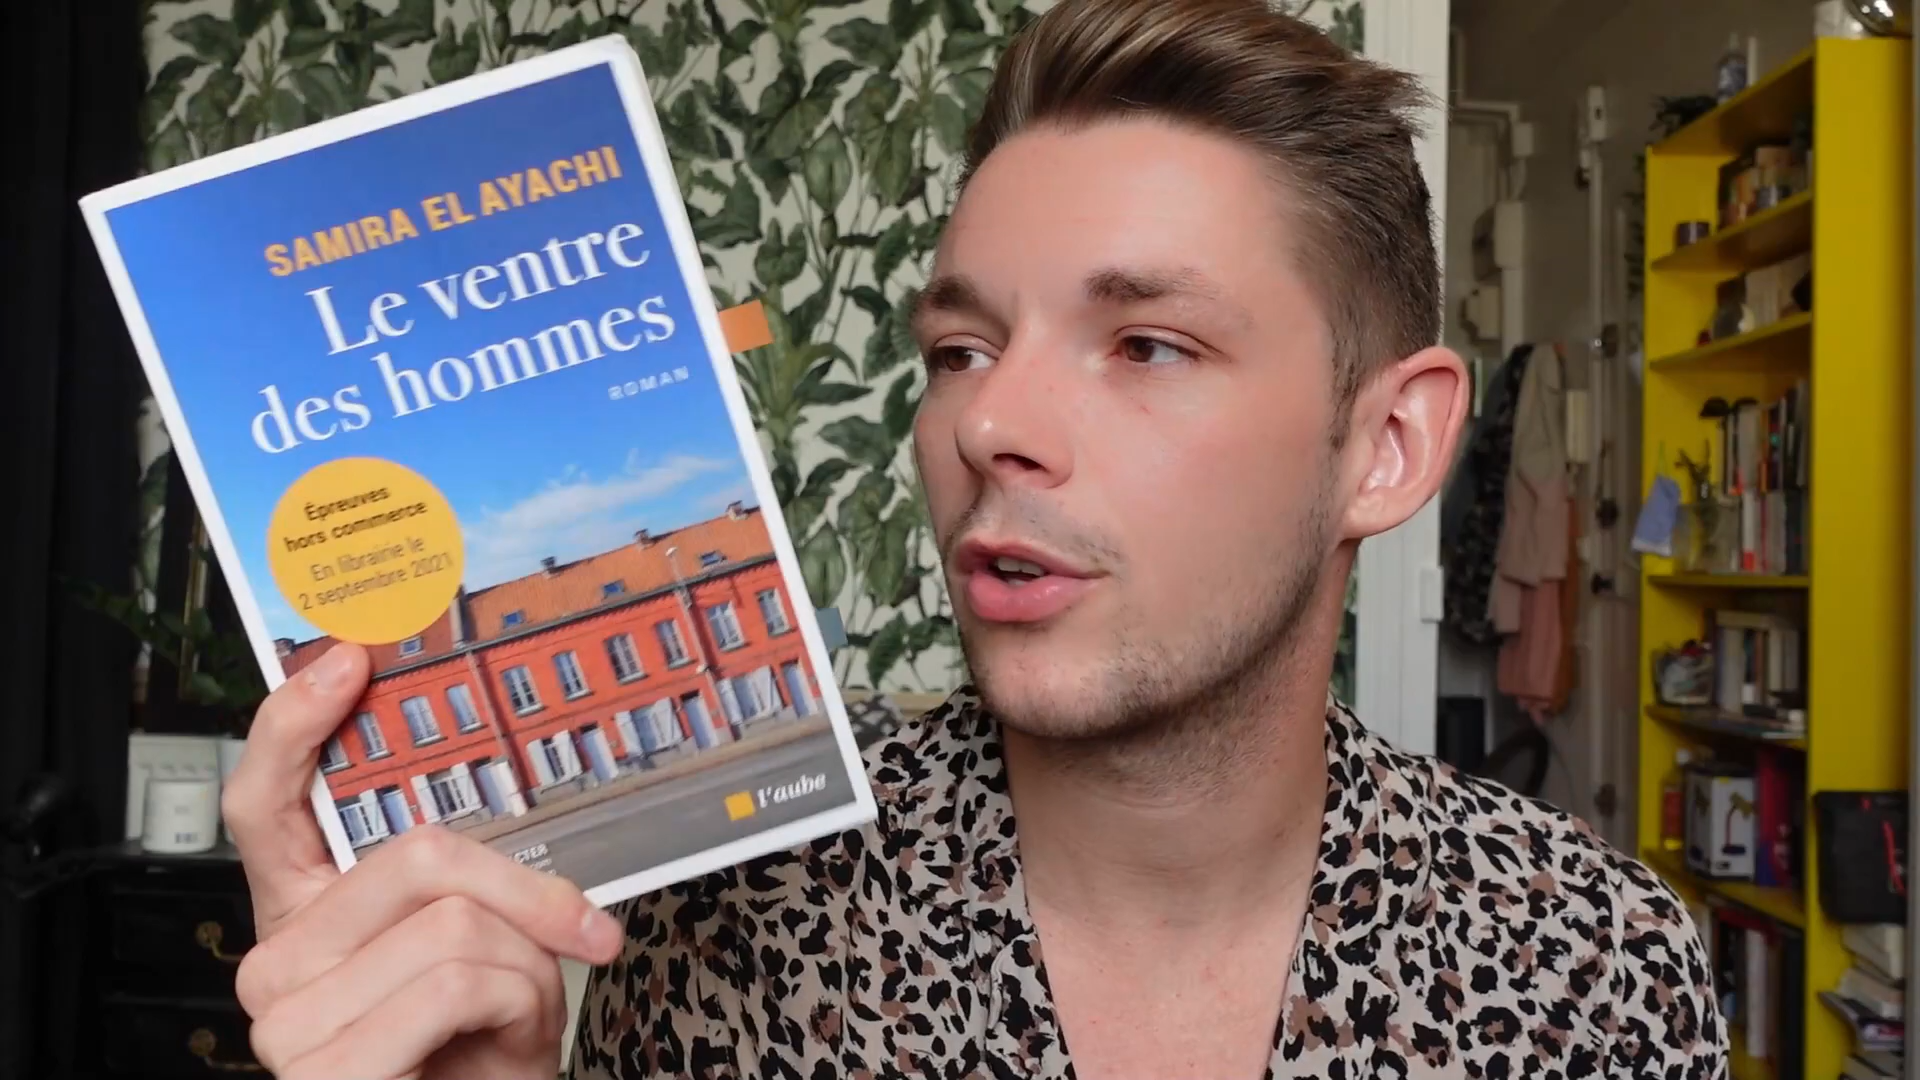 SAMIRA EL AYACHI
Le ventre
des hommes
ROMAN
Épreuves
hors commerce
En librairie le
2 septembre 2021
l'aube